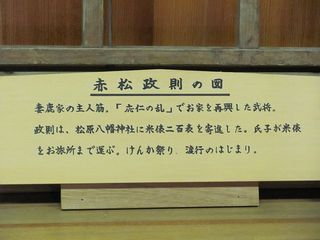 赤松政則の図
妻鹿家の主人筋。「応仁の乱」でお家を再興した武将。
政則は、松原八幡神社に米俵二百表を寄進した。氏子が米俵
をお旅所まで運ぶ。けんか祭り、流行のはじまり。